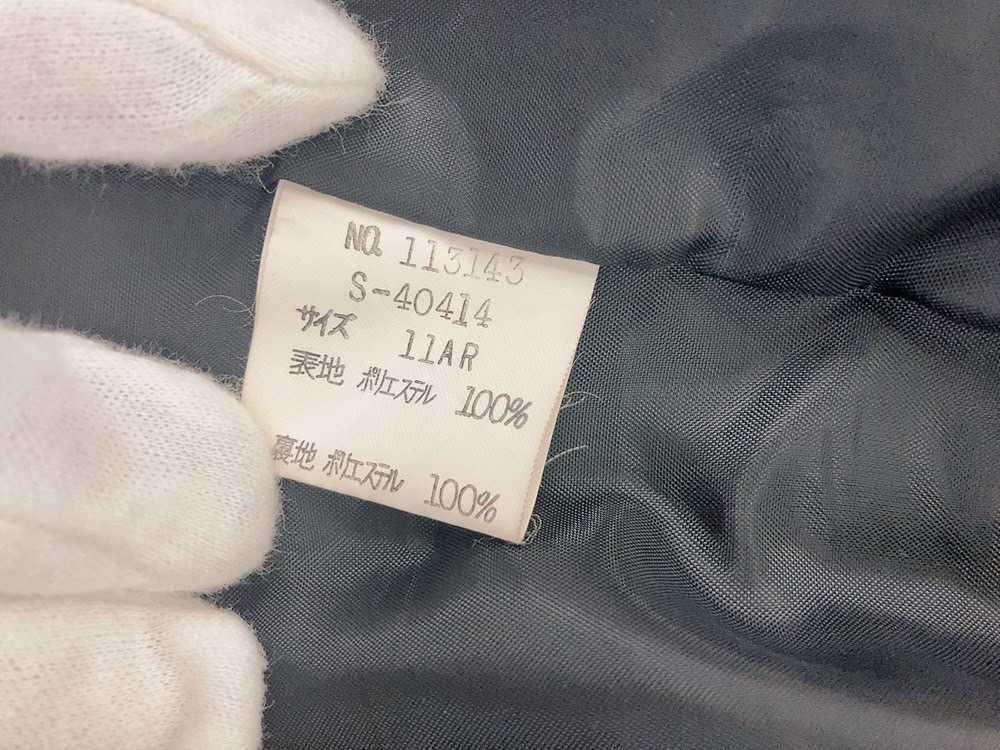 NO. 113143
S-40414
サイズ 11AR
表地 ポリエステル 100%
裏地 ポリエステル 100%